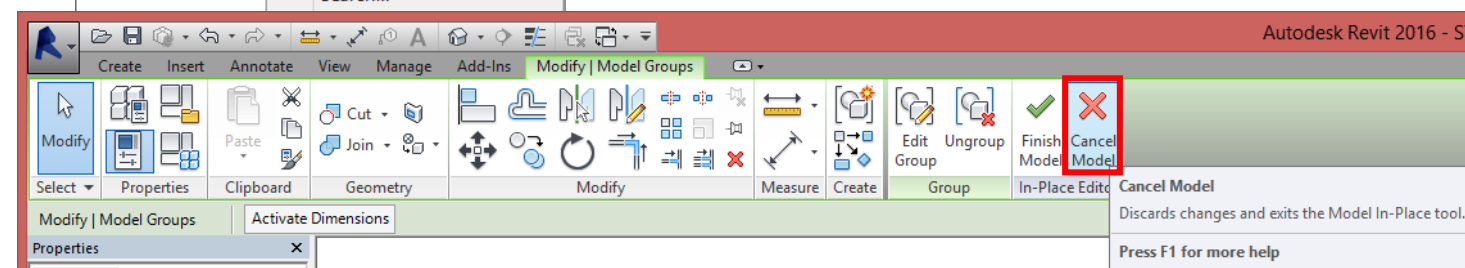 Autodesk Revit 2016 - S
Create Insert Annotate View Manage Add-Ins Modify | Model Groups
Modify Paste Cut Join Edit Group Ungroup Finish Model Cancel Model
Select Properties Clipboard Geometry Modify Measure Create Group In-Place Edito
Modify | Model Groups Activate Dimensions
Properties
Cancel Model
Discards changes and exits the Model In-Place tool.
Press F1 for more help